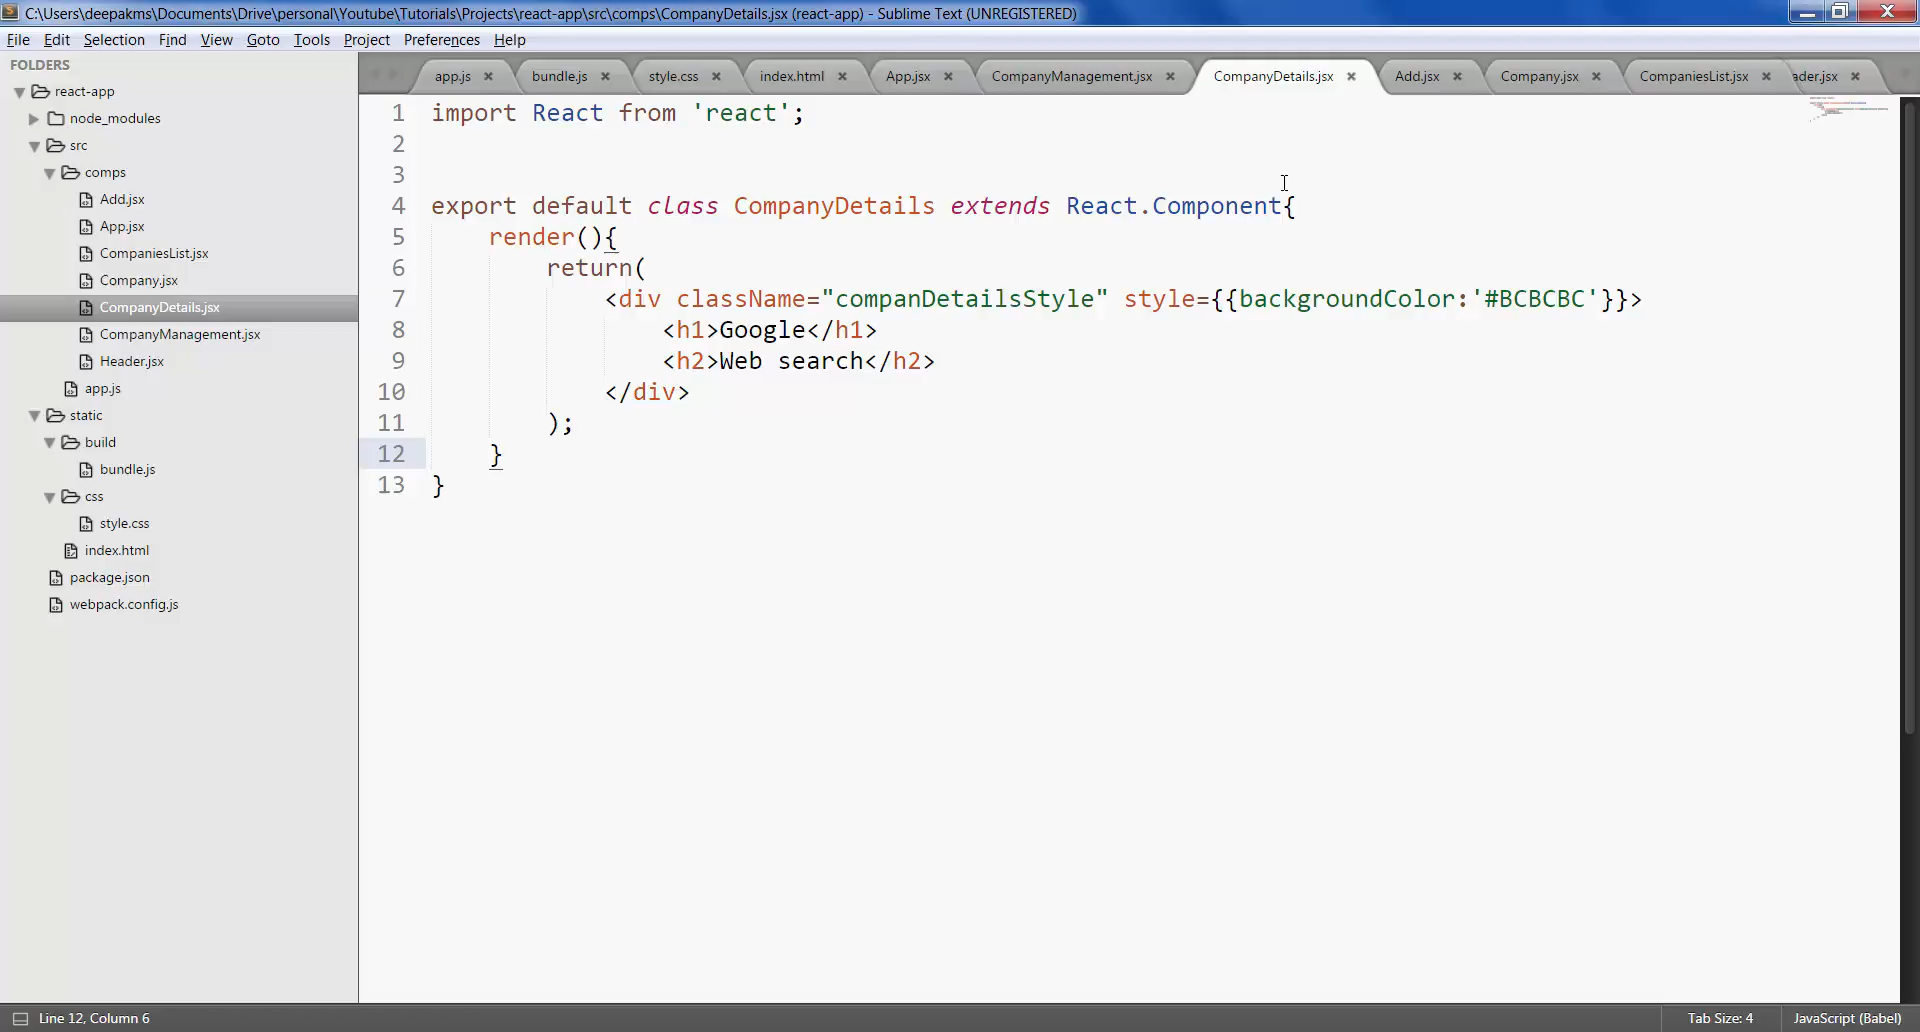 C:\Users\deepakms\Documents\Drive\personal\Youtube\Tutorials\Projects\react-app\src\comps\CompanyDetails.jsx (react-app) - Sublime Text (UNREGISTERED)
File Edit Selection Find View Goto Tools Project Preferences Help
FOLDERS
react-app
node_modules
src
comps
Add.jsx
App.jsx
CompaniesList.jsx
Company.jsx
CompanyDetails.jsx
CompanyManagement.jsx
Header.jsx
app.js
static
build
bundle.js
css
style.css
index.html
package.json
webpack.config.js
app.js bundle.js style.css index.html App.jsx CompanyManagement.jsx CompanyDetails.jsx Add.jsx Company.jsx CompaniesList.jsx ader.jsx
1 import React from 'react';
2
3
4 export default class CompanyDetails extends React.Component{
5 render(){
6 return(
7 <div className="companDetailsStyle" style={{backgroundColor:'#BCBCBC'}}>
8 <h1>Google</h1>
9 <h2>Web search</h2>
10 </div>
11 );
12 }
13 }
Line 12, Column 6 Tab Size: 4 JavaScript (Babel)